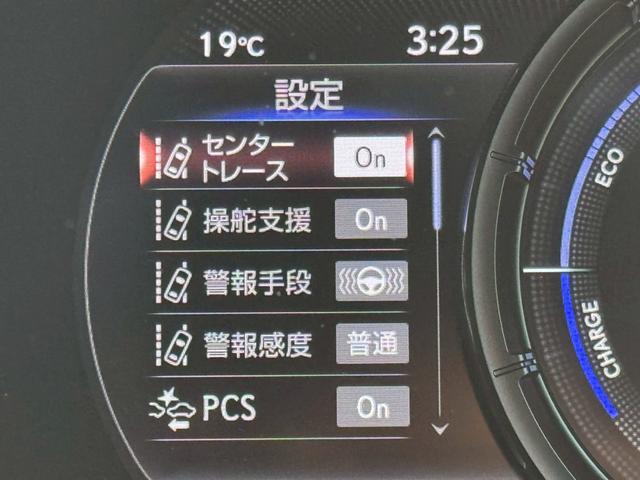 19℃ 3:25
設定
センター
トレース On
操舵支援 On
警報手段
警報感度 普通
PCS On
ECO
CHARGE